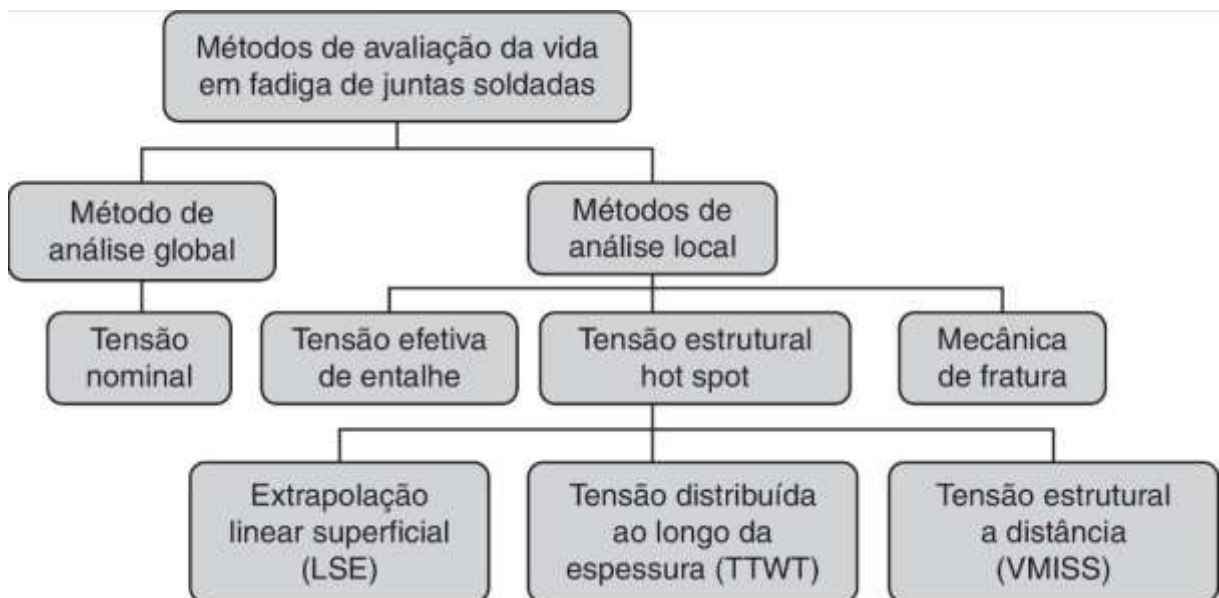 Métodos de avaliação da vida
em fadiga de juntas soldadas
Método de
análise global
Métodos de
análise local
Tensão
nominal
Tensão efetiva
de entalhe
Tensão estrutural
hot spot
Mecânica
de fratura
Extrapolação
linear superficial
(LSE)
Tensão distribuída
ao longo da
espessura (TTWT)
Tensão estrutural
a distância
(VMISS)